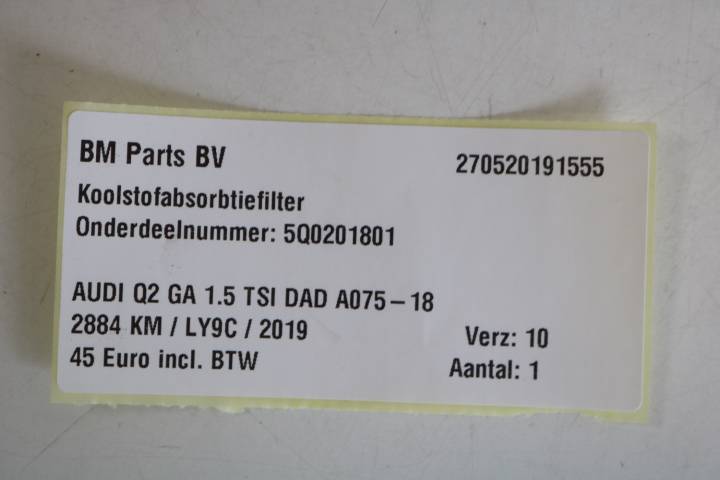 BM Parts BV 270520191555
Koolstofabsorbtiefilter
Onderdeelnummer: 5Q0201801
AUDI Q2 GA 1.5 TSI DAD A075-18
2884 KM / LY9C / 2019 Verz: 10
45 Euro incl. BTW Aantal: 1